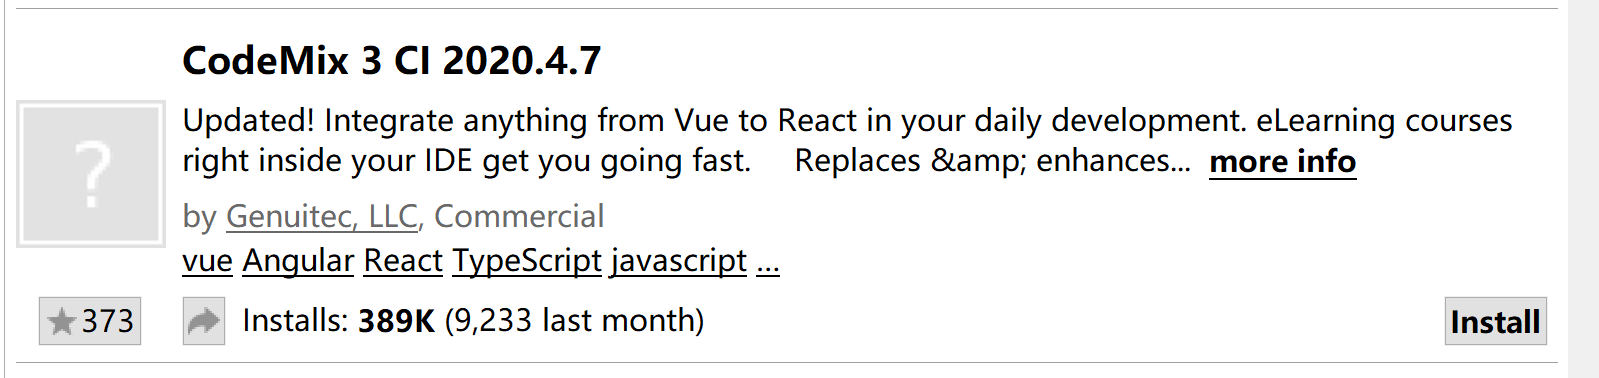 CodeMix 3 CI 2020.4.7
Updated! Integrate anything from Vue to React in your daily development. eLearning courses
right inside your IDE get you going fast.     Replaces &amp; enhances...  more info
by Genuitec, LLC, Commercial
vue Angular React TypeScript javascript ...
373 Installs: 389K (9,233 last month) Install